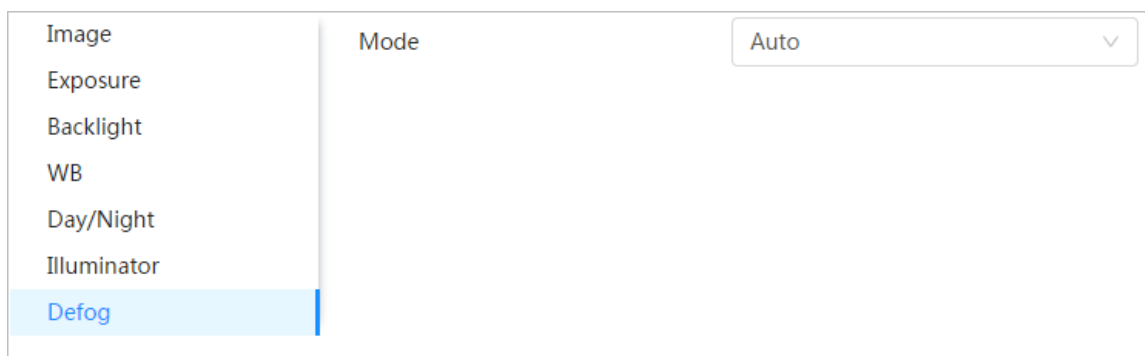 Image
Exposure
Backlight
WB
Day/Night
Illuminator
Defog
Mode
Auto